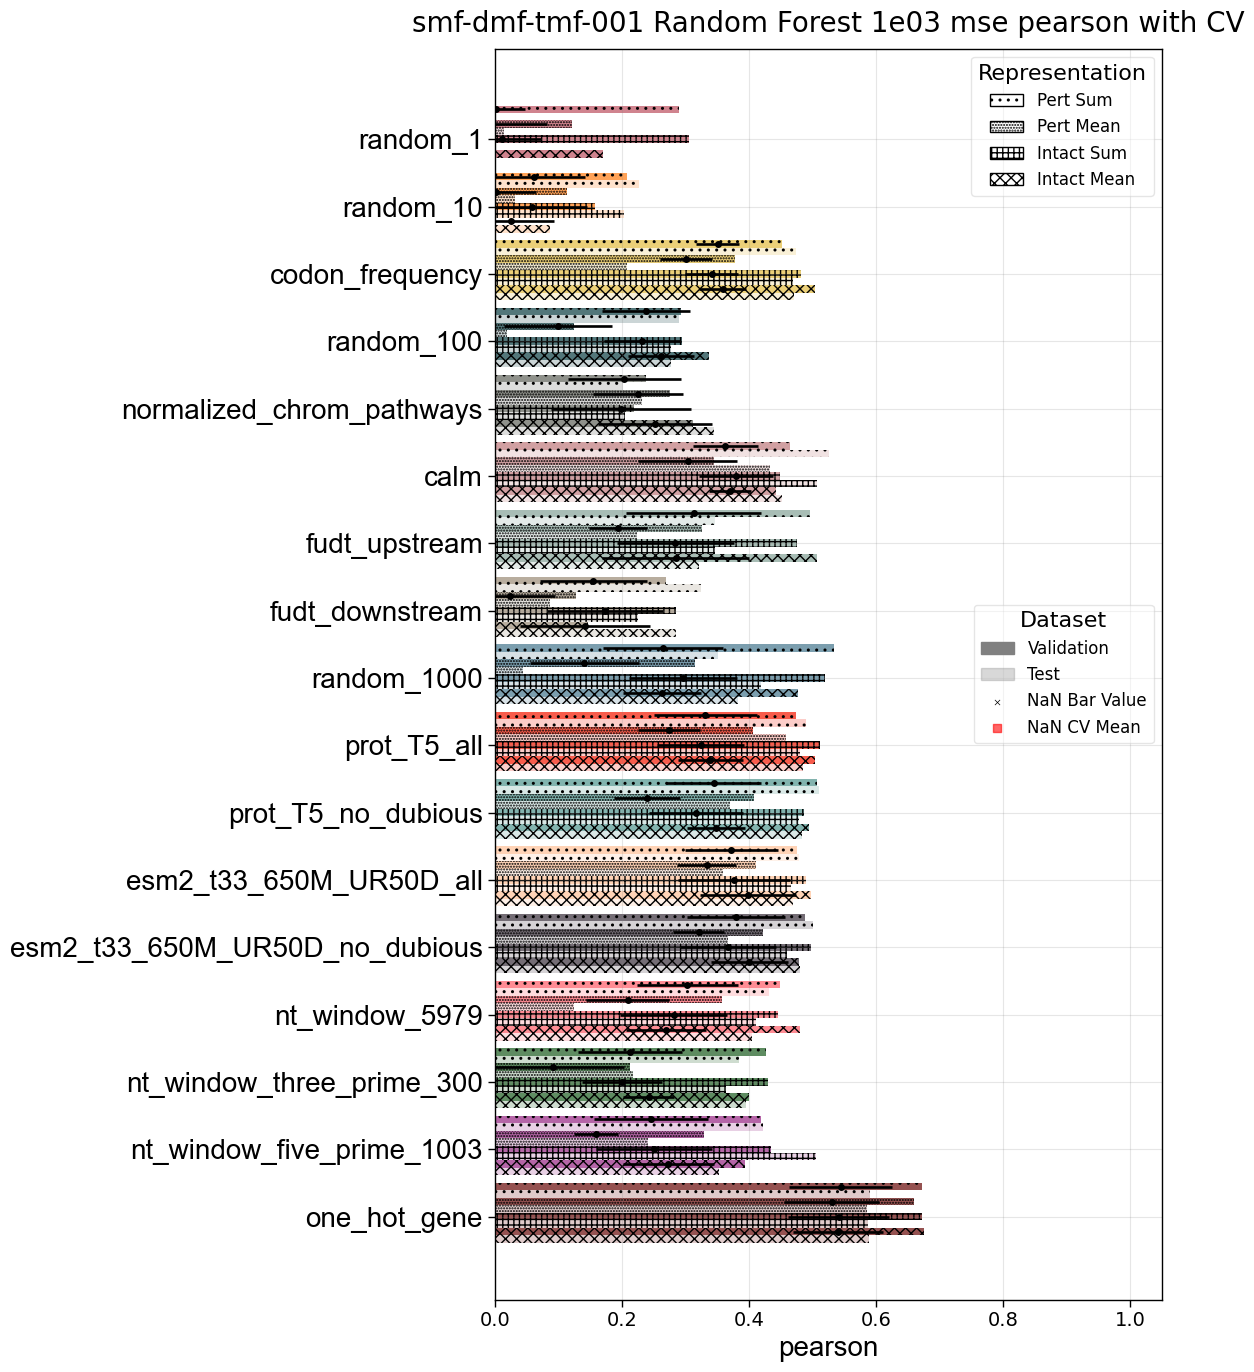 smf-dmf-tmf-001 Random Forest 1e03 mse pearson with CV
Representation
Pert Sum
Pert Mean
Intact Sum
Intact Mean
random_1
random_10
codon_frequency
random_100
normalized_chrom_pathways
calm
fudt_upstream
fudt_downstream
random_1000
prot_T5_all
prot_T5_no_dubious
esm2_t33_650M_UR50D_all
esm2_t33_650M_UR50D_no_dubious
nt_window_5979
nt_window_three_prime_300
nt_window_five_prime_1003
one_hot_gene
Dataset
Validation
Test
NaN Bar Value
NaN CV Mean
0.0 0.2 0.4 0.6 0.8 1.0
pearson